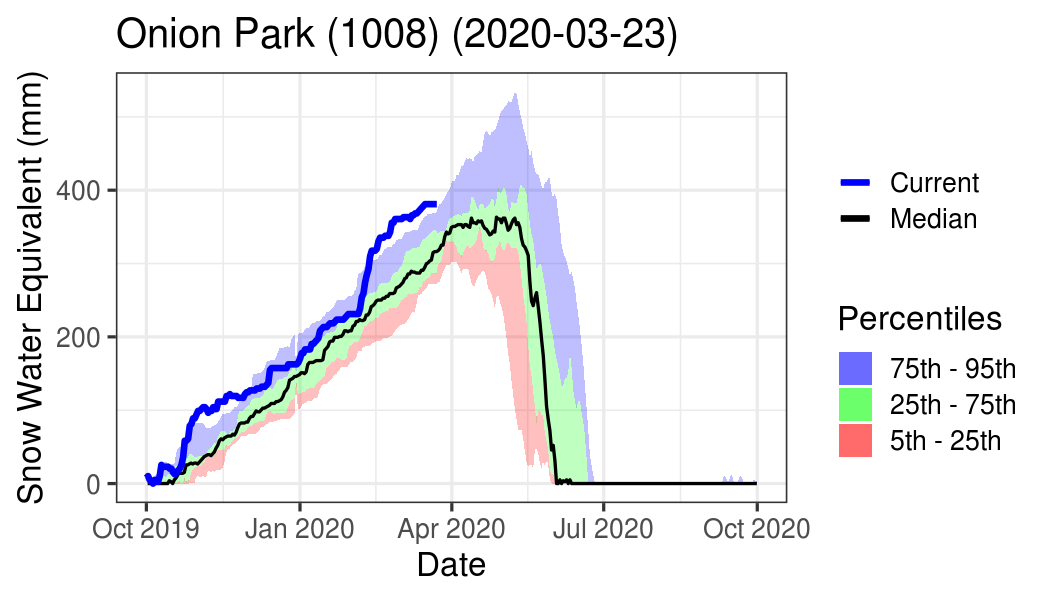 Onion Park (1008) (2020-03-23)
Snow Water Equivalent (mm)
400
200
0
Oct 2019
Jan 2020
Apr 2020
Jul 2020
Oct 2020
Date
Current
Median
Percentiles
75th - 95th
25th - 75th
5th - 25th